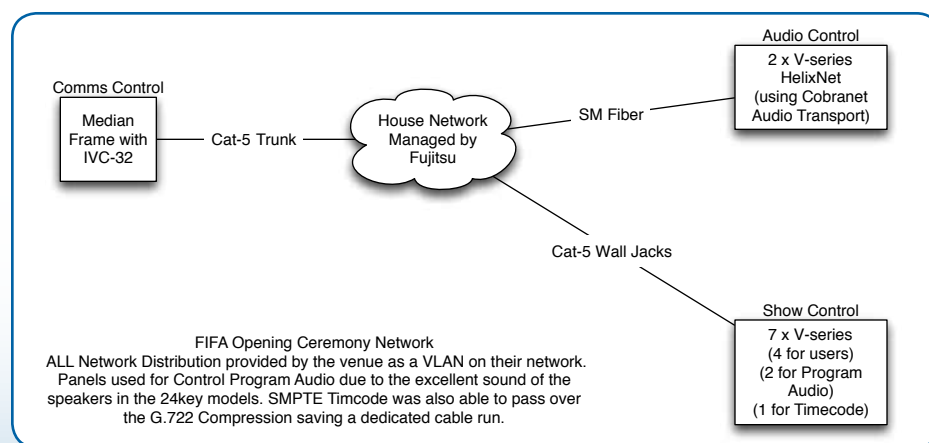 Audio Control
2 x V-series
HelixNet
(using Cobranet
Audio Transport)
Comms Control
Median
Frame with
IVC-32
Cat-5 Trunk
House Network
Managed by
Fujitsu
SM Fiber
Cat-5 Wall Jacks
Show Control
7 x V-series
(4 for users)
(2 for Program
Audio)
(1 for Timecode)
FIFA Opening Ceremony Network
ALL Network Distribution provided by the venue as a VLAN on their network.
Panels used for Control Program Audio due to the excellent sound of the
speakers in the 24key models. SMPTE Timcode was also able to pass over
the G.722 Compression saving a dedicated cable run.